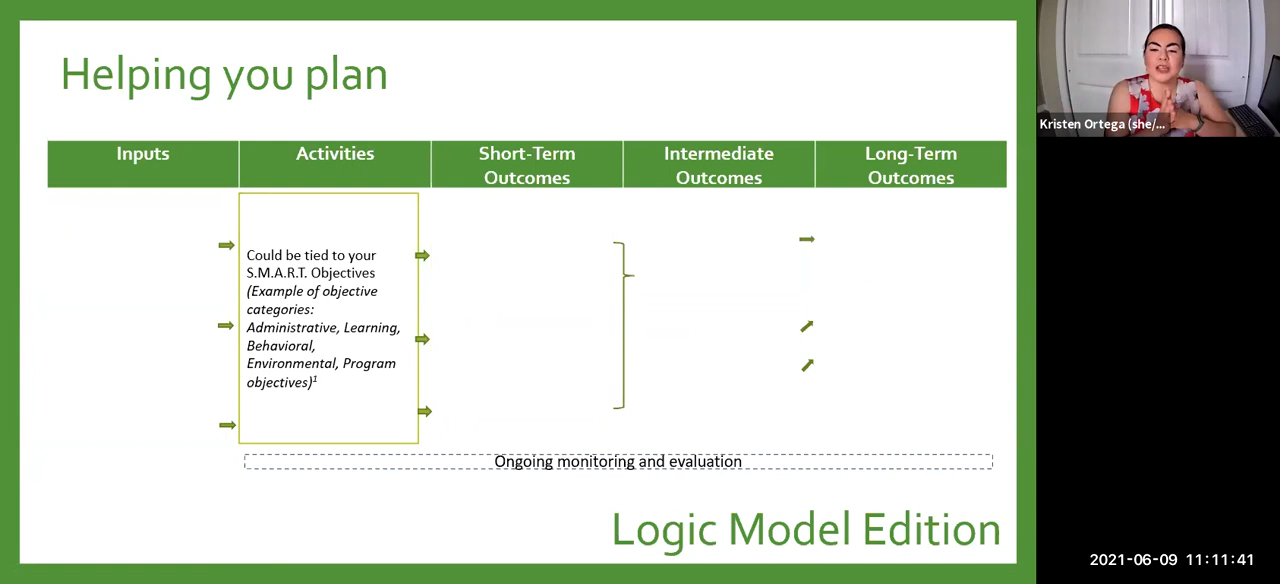 Helping you plan
Inputs
Activities
Short-Term
Outcomes
Intermediate
Outcomes
Long-Term
Outcomes
Could be tied to your
S.M.A.R.T. Objectives
(Example of objective
categories:
Administrative, Learning,
Behavioral,
Environmental, Program
objectives)¹
Ongoing monitoring and evaluation
Logic Model Edition
Kristen Ortega (she/...
2021-06-09 11:11:41